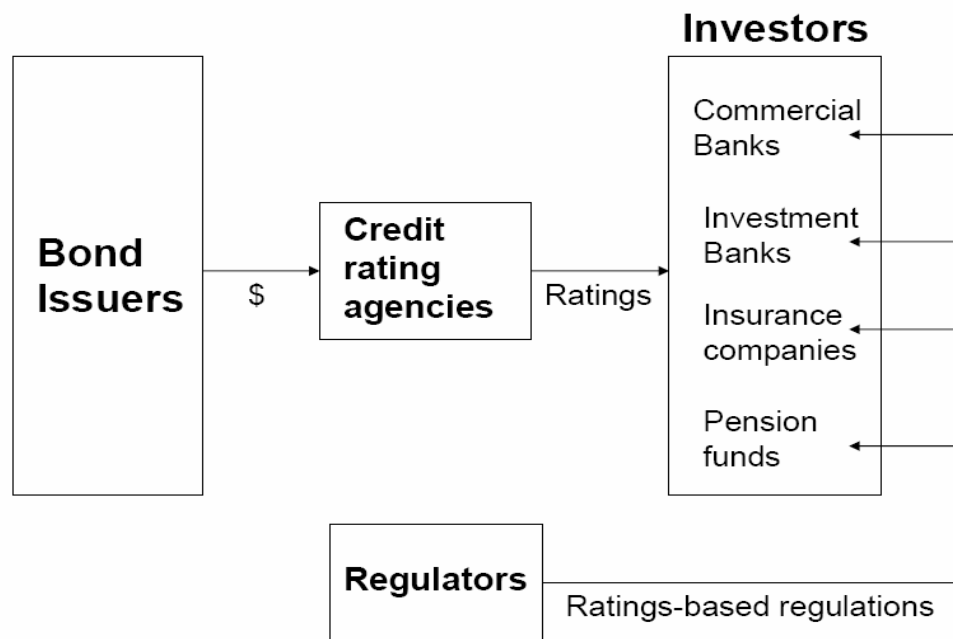 Investors
Bond
Issuers
$
Credit
rating
agencies
Ratings
Commercial
Banks
Investment
Banks
Insurance
companies
Pension
funds
Regulators
Ratings-based regulations